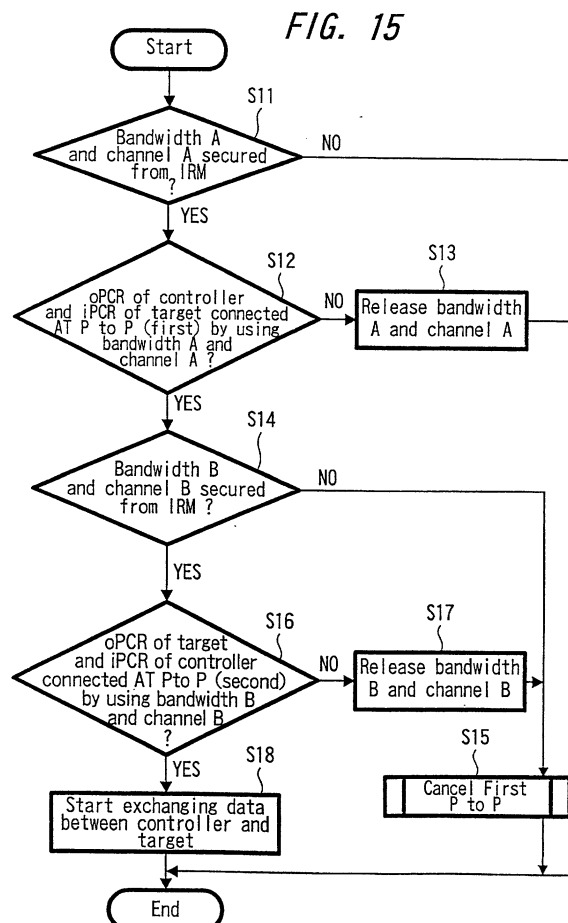 FIG. 15
Start
S11
Bandwidth A
and channel A secured
from IRM
?
NO
YES
S12
oPCR of controller
and iPCR of target connected
AT P to P (first) by using
bandwidth A and
channel A ?
NO
S13
Release bandwidth
A and channel A
YES
S14
Bandwidth B
and channel B secured
from IRM ?
NO
YES
S16
oPCR of target
and iPCR of controller
connected AT P to P (second)
by using bandwidth B
and channel B
?
NO
S17
Release bandwidth
B and channel B
YES
S18
Start exchanging data
between controller and
target
S15
Cancel First
P to P
End